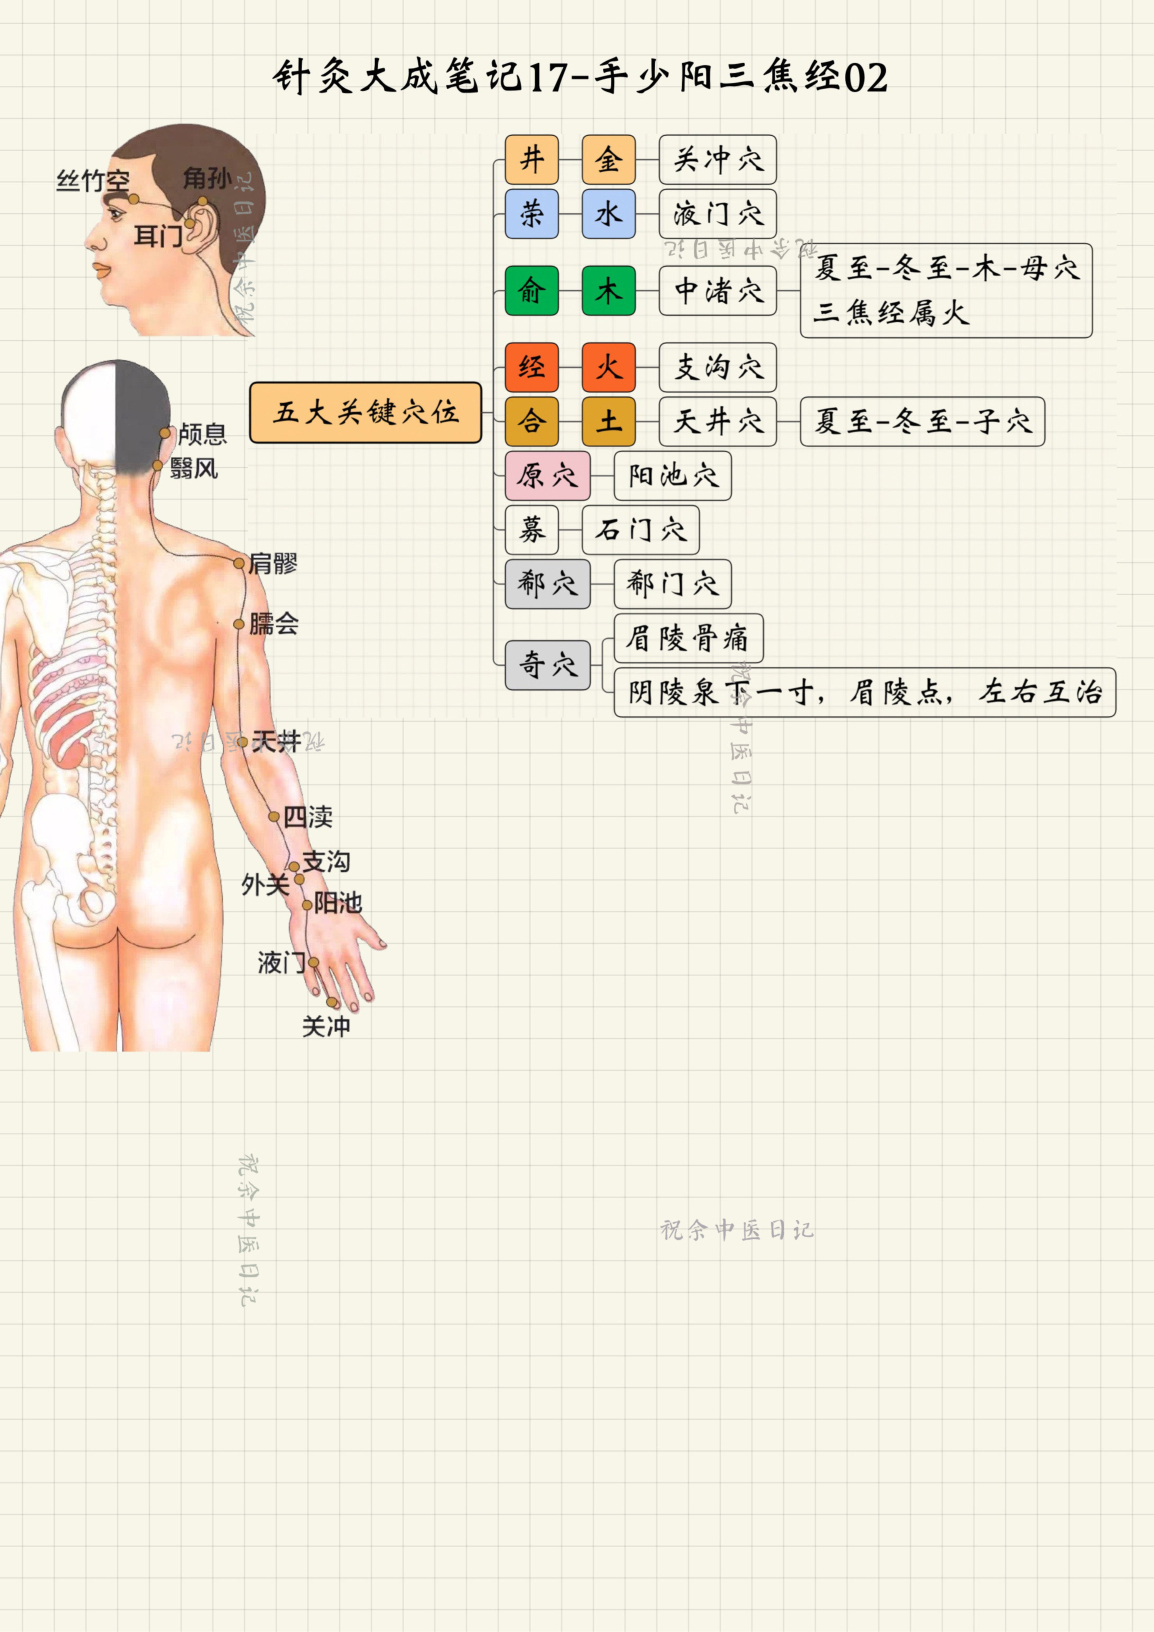 针灸大成笔记17-手少阳三焦经02
丝竹空
角孙
耳门
祝余中医日记
颅息
翳风
肩髎
臑会
天井
祝余中医日记
四渎
支沟
外关
阳池
液门
关冲
五大关键穴位
井 金 关冲穴
荣 水 液门穴
祝余中医日记
俞 木 中渚穴
夏至-冬至-木-母穴
三焦经属火
经 火 支沟穴
合 土 天井穴 夏至-冬至-子穴
原穴 阳池穴
募 石门穴
郄穴 郄门穴
奇穴
眉陵骨痛
阴陵泉下一寸，眉陵点，左右互治
祝余中医日记
祝余中医日记
祝余中医日记